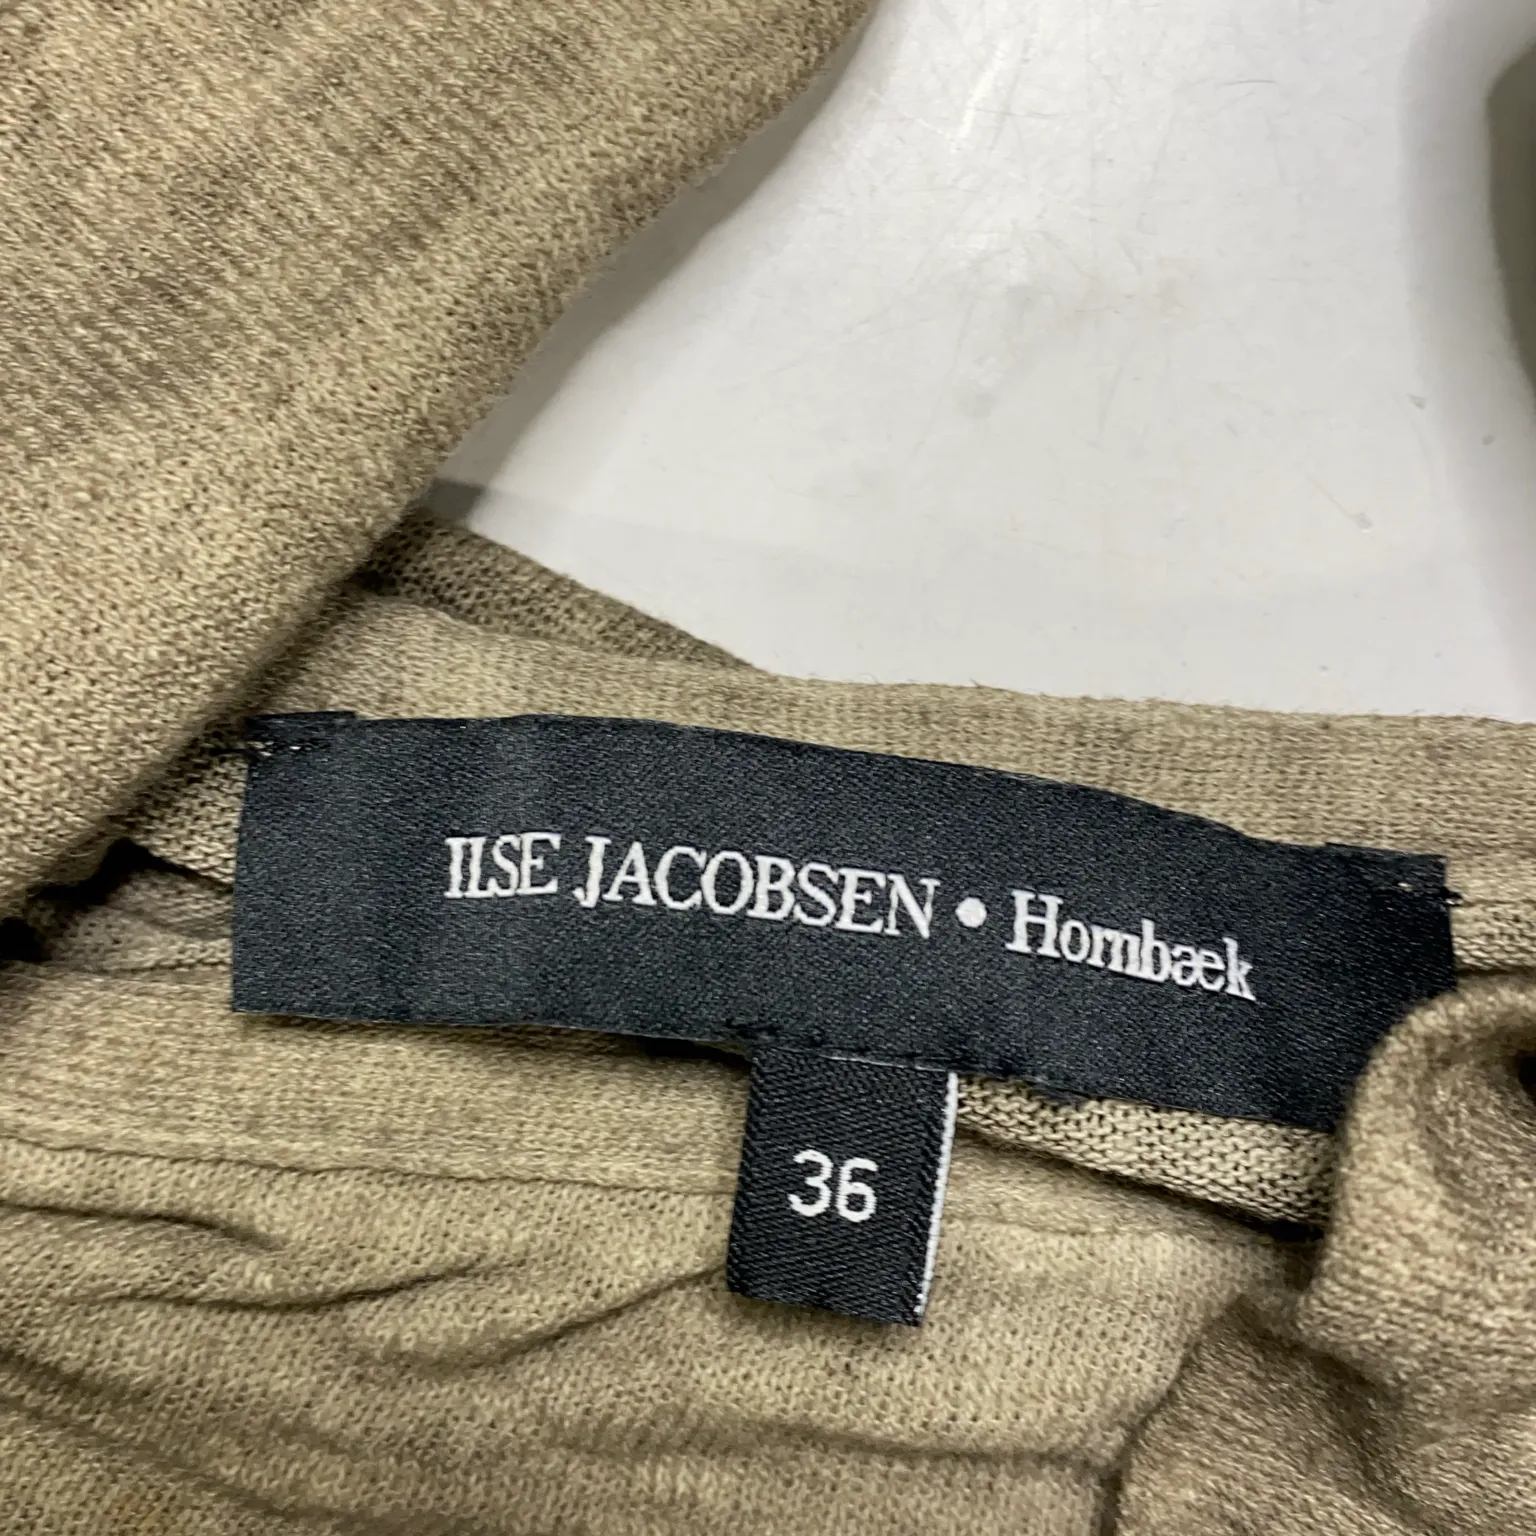 ILSE JACOBSEN • Hornbæk
36